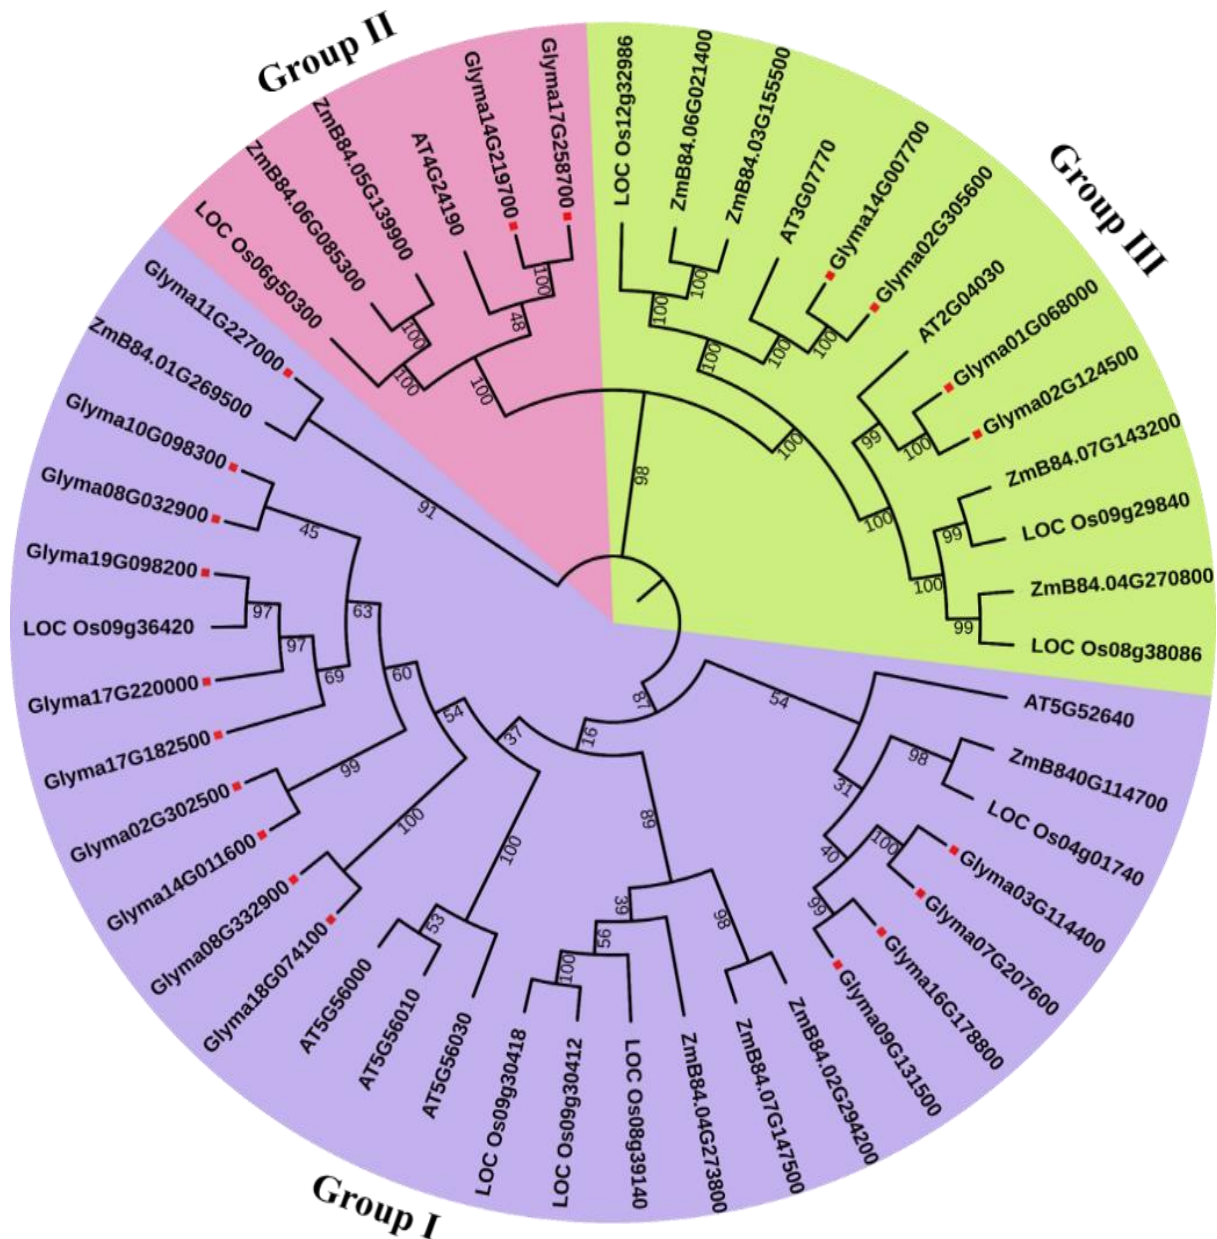 Group II
Group III
Group I
LOC Os12g32986
ZmB84.06G021400
ZmB84.03G155500
AT3G07770
Glyma14G007700
Glyma02G305600
AT2G04030
Glyma01G068000
Glyma02G124500
ZmB84.07G143200
LOC Os09g29840
ZmB84.04G270800
LOC Os08g38086
AT5G52640
ZmB840G114700
LOC Os04g01740
Glyma03G114400
Glyma07G207600
Glyma16G178800
Glyma09G131500
ZmB84.02G294200
ZmB84.07G147500
ZmB84.04G273800
LOC Os08g39140
LOC Os09g30412
LOC Os09g30418
AT5G56030
AT5G56010
AT5G56000
Glyma18G074100
Glyma08G332900
Glyma14G011600
Glyma02G302500
Glyma17G182500
Glyma17G220000
LOC Os09g36420
Glyma19G098200
Glyma08G032900
Glyma10G098300
ZmB84.01G269500
Glyma11G227000
LOC Os06g50300
ZmB84.06G085300
ZmB84.05G139900
AT4G24190
Glyma14G219700
Glyma17G258700
100
48
100
100
100
100
100
100
100
100
100
99
100
100
99
100
99
98
91
45
97
97
63
69
60
99
54
100
37
100
53
16
87
89
39
56
100
98
54
31
98
40
100
99